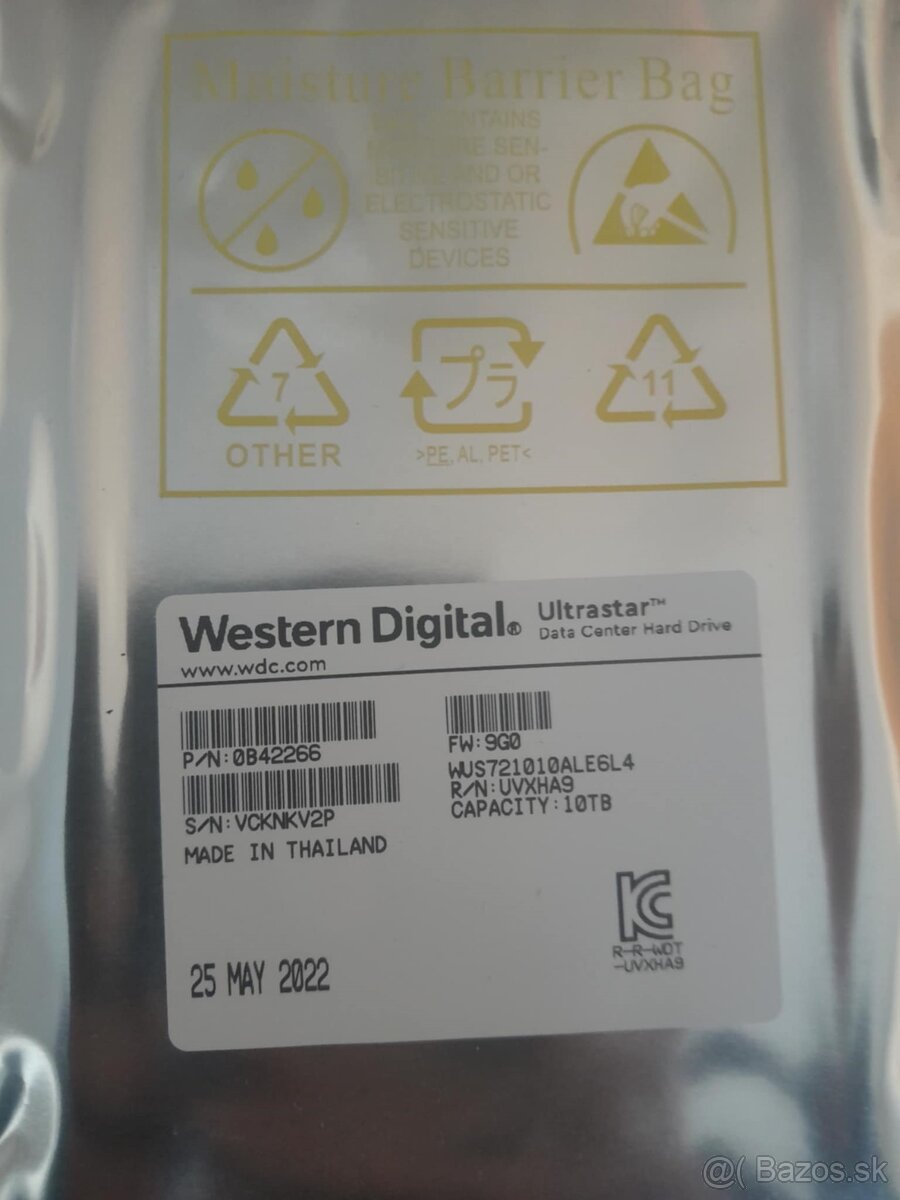 Moisture Barrier Bag
CONTAINS
MOISTURE SEN-
SITIVE AND OR
ELECTROSTATIC
SENSITIVE
DEVICES
7
プラ
11
OTHER
>PE, AL, PET<
Western Digital® Ultrastar™
Data Center Hard Drive
www.wdc.com
P/N:0B42266
S/N:VCKNKV2P
MADE IN THAILAND
25 MAY 2022
FW:9G0
WUS721010ALE6L4
R/N:UVXHA9
CAPACITY:10TB
R-R-WDT
-UVXHA9
@( Bazos.sk